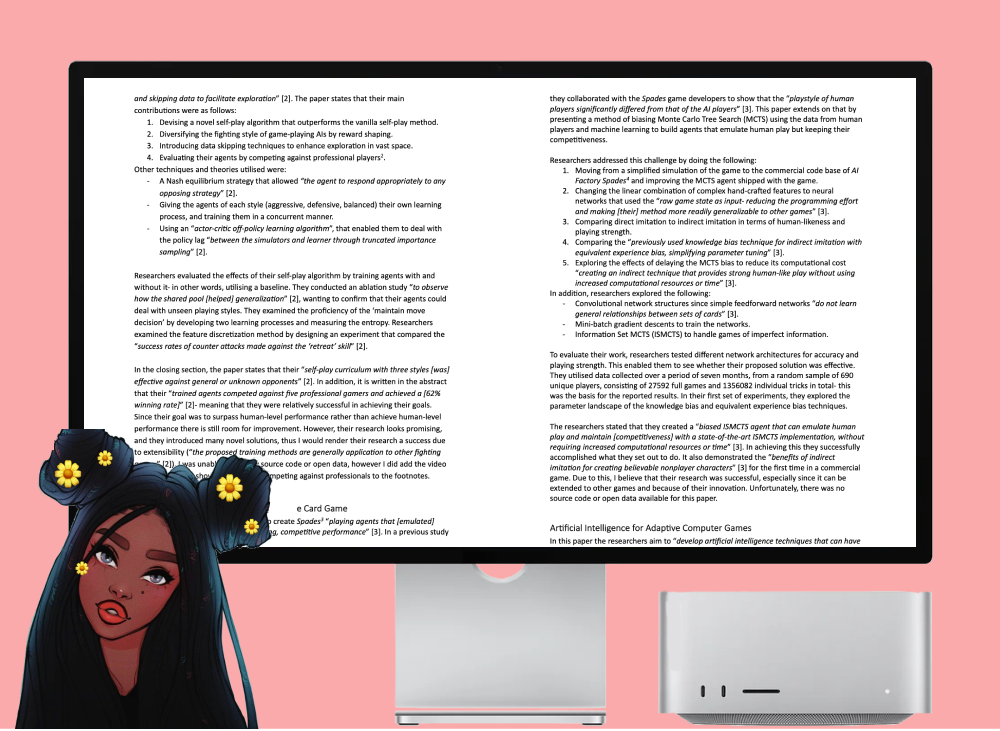 and skipping data to facilitate exploration" [2]. The paper states that their main
contributions were as follows:
1. Devising a novel self-play algorithm that outperforms the vanilla self-play method.
2. Diversifying the fighting style of game-playing AIs by reward shaping.
3. Introducing data skipping techniques to enhance exploration in vast space.
4. Evaluating their agents by competing against professional players².
Other techniques and theories utilised were:
- A Nash equilibrium strategy that allowed "the agent to respond appropriately to any
opposing strategy" [2].
- Giving the agents of each style (aggressive, defensive, balanced) their own learning
process, and training them in a concurrent manner.
- Using an "actor-critic off-policy learning algorithm", that enabled them to deal with
the policy lag "between the simulators and learner through truncated importance
sampling" [2].
Researchers evaluated the effects of their self-play algorithm by training agents with and
without it- in other words, utilising a baseline. They conducted an ablation study "to observe
how the shared pool [helped] generalization" [2], wanting to confirm that their agents could
deal with unseen playing styles. They examined the proficiency of the 'maintain move
decision' by developing two learning processes and measuring the entropy. Researchers
examined the feature discretization method by designing an experiment that compared the
"success rates of counter attacks made against the 'retreat' skill" [2].
In the closing section, the paper states that their "self-play curriculum with three styles [was]
effective against general or unknown opponents" [2]. In addition, it is written in the abstract
that their "trained agents competed against five professional gamers and achieved a [62%
winning rate]" [2]- meaning that they were relatively successful in achieving their goals.
Since their goal was to surpass human-level performance rather than achieve human-level
performance there is still room for improvement. However, their research looks promising,
and they introduced many novel solutions, thus I would render their research a success due
to extensibility ("the proposed training methods are generally application to other fighting
[2]). I was source code or open data, however I did add the video
against professionals to the footnotes.
e Card Game
create Spades³ "playing agents that [emulated]
competitive performance" [3]. In a previous study
they collaborated with the Spades game developers to show that the "playstyle of human
players significantly differed from that of the AI players" [3]. This paper extends on that by
presenting a method of biasing Monte Carlo Tree Search (MCTS) using the data from human
players and machine learning to build agents that emulate human play but keeping their
competitiveness.
Researchers addressed this challenge by doing the following:
1. Moving from a simplified simulation of the game to the commercial code base of AI
Factory Spades⁴ and improving the MCTS agent shipped with the game.
2. Changing the linear combination of complex hand-crafted features to neural
networks that used the "raw game state as input- reducing the programming effort
and making [their] method more readily generalizable to other games" [3].
3. Comparing direct imitation to indirect imitation in terms of human-likeness and
playing strength.
4. Comparing the "previously used knowledge bias technique for indirect imitation with
equivalent experience bias, simplifying parameter tuning" [3].
5. Exploring the effects of delaying the MCTS bias to reduce its computational cost
"creating an indirect technique that provides strong human-like play without using
increased computational resources or time" [3].
In addition, researchers explored the following:
- Convolutional network structures since simple feedforward networks "do not learn
general relationships between sets of cards" [3].
- Mini-batch gradient descents to train the networks.
- Information Set MCTS (ISMCTS) to handle games of imperfect information.
To evaluate their work, researchers tested different network architectures for accuracy and
playing strength. This enabled them to see whether their proposed solution was effective.
They utilised data collected over a period of seven months, from a random sample of 690
unique players, consisting of 27592 full games and 1356082 individual tricks in total- this
was the basis for the reported results. In their first set of experiments, they explored the
parameter landscape of the knowledge bias and equivalent experience bias techniques.
The researchers stated that they created a "biased ISMCTS agent that can emulate human
play and maintain [competitiveness] with a state-of-the-art ISMCTS implementation, without
requiring increased computational resources or time" [3]. In achieving this they successfully
accomplished what they set out to do. It also demonstrated the "benefits of indirect
imitation for creating believable nonplayer characters" [3] for the first time in a commercial
game. Due to this, I believe that their research was successful, especially since it can be
extended to other games and because of their innovation. Unfortunately, there was no
source code or open data available for this paper.
Artificial Intelligence for Adaptive Computer Games
In this paper the researchers aim to "develop artificial intelligence techniques that can have